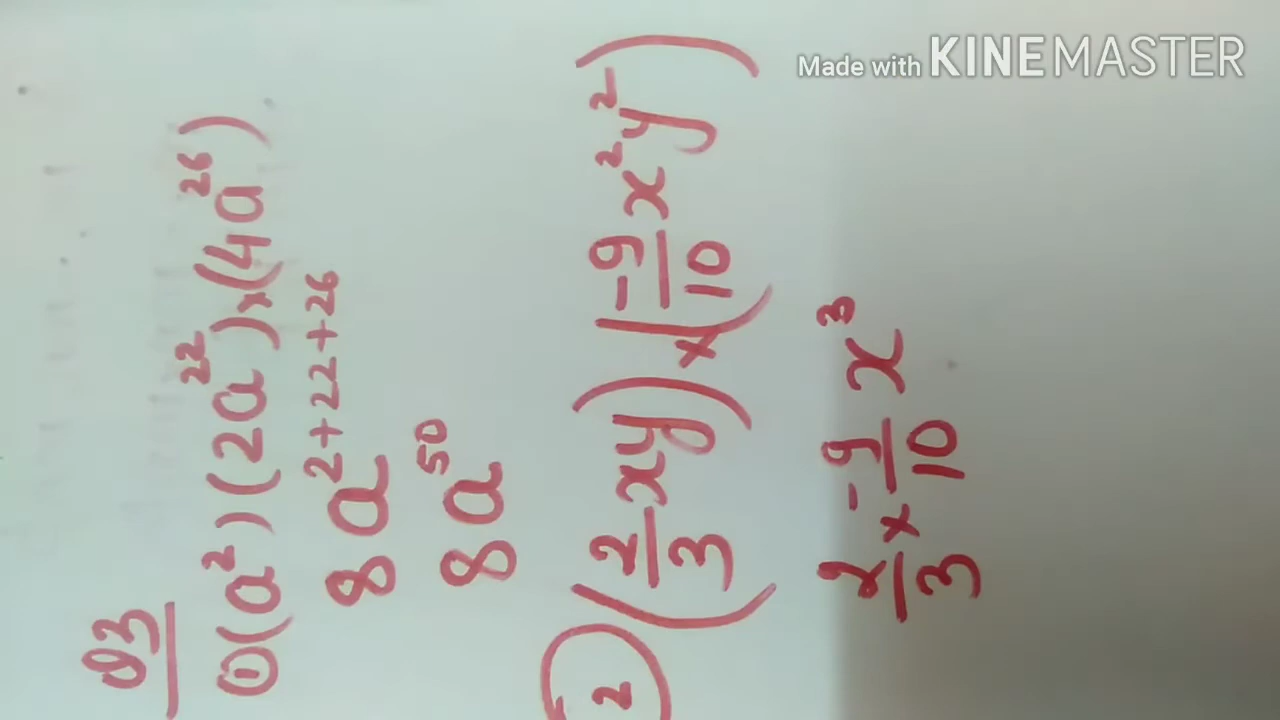 Made with KINEMASTER
Q3
① (a²)(2a²²)×(4a²⁶)
8a²⁺²²⁺²⁶
8a⁵⁰
② (2/3 xy)×(-9/10 x²y²)
2/3 × -9/10 x³